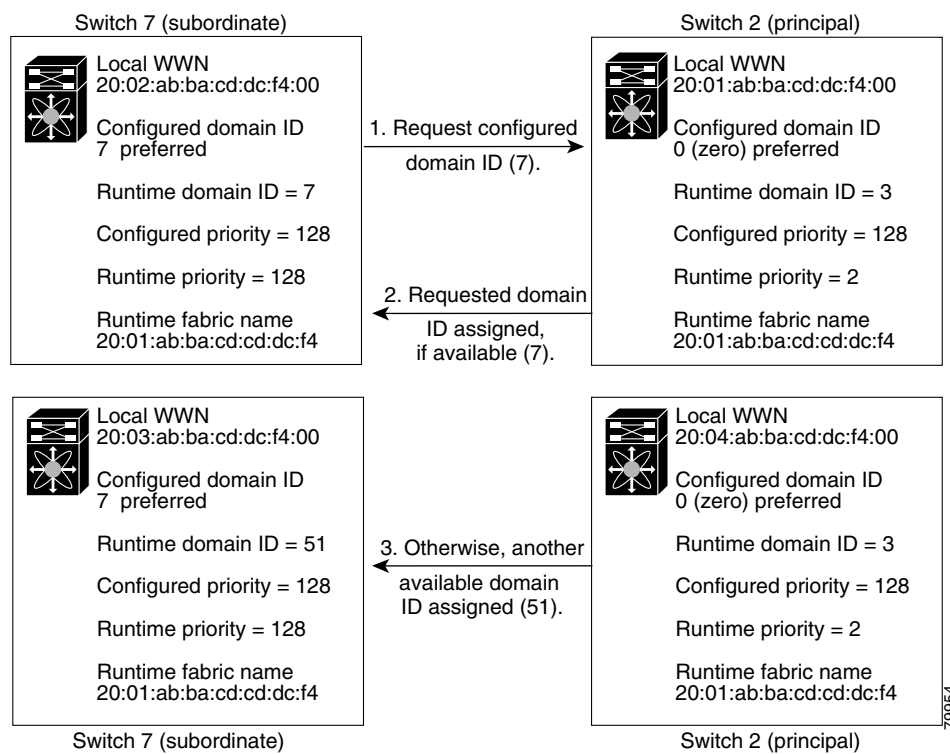 Switch 7 (subordinate)
Local WWN
20:02:ab:ba:cd:dc:f4:00
Configured domain ID
7 preferred
Runtime domain ID = 7
Configured priority = 128
Runtime priority = 128
Runtime fabric name
20:01:ab:ba:cd:cd:dc:f4
1. Request configured
domain ID (7).
2. Requested domain
ID assigned,
if available (7).
Switch 2 (principal)
Local WWN
20:01:ab:ba:cd:dc:f4:00
Configured domain ID
0 (zero) preferred
Runtime domain ID = 3
Configured priority = 128
Runtime priority = 2
Runtime fabric name
20:01:ab:ba:cd:cd:dc:f4
Local WWN
20:03:ab:ba:cd:dc:f4:00
Configured domain ID
7 preferred
Runtime domain ID = 51
Configured priority = 128
Runtime priority = 128
Runtime fabric name
20:01:ab:ba:cd:cd:dc:f4
Switch 7 (subordinate)
3. Otherwise, another
available domain
ID assigned (51).
Local WWN
20:04:ab:ba:cd:dc:f4:00
Configured domain ID
0 (zero) preferred
Runtime domain ID = 3
Configured priority = 128
Runtime priority = 2
Runtime fabric name
20:01:ab:ba:cd:cd:dc:f4
Switch 2 (principal)
79954